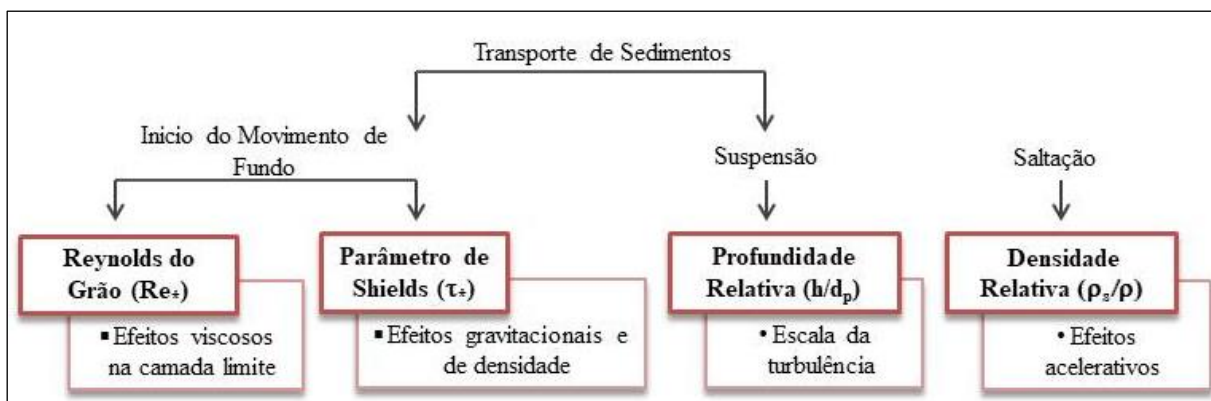 Transporte de Sedimentos
Inicio do Movimento de
Fundo
Suspensão
Saltação
Reynolds do
Grão (Re*)
▪ Efeitos viscosos
na camada limite
Parâmetro de
Shields (τ*)
▪ Efeitos gravitacionais e
de densidade
Profundidade
Relativa (h/dp)
• Escala da
turbulência
Densidade
Relativa (ρs/ρ)
• Efeitos
acelerativos